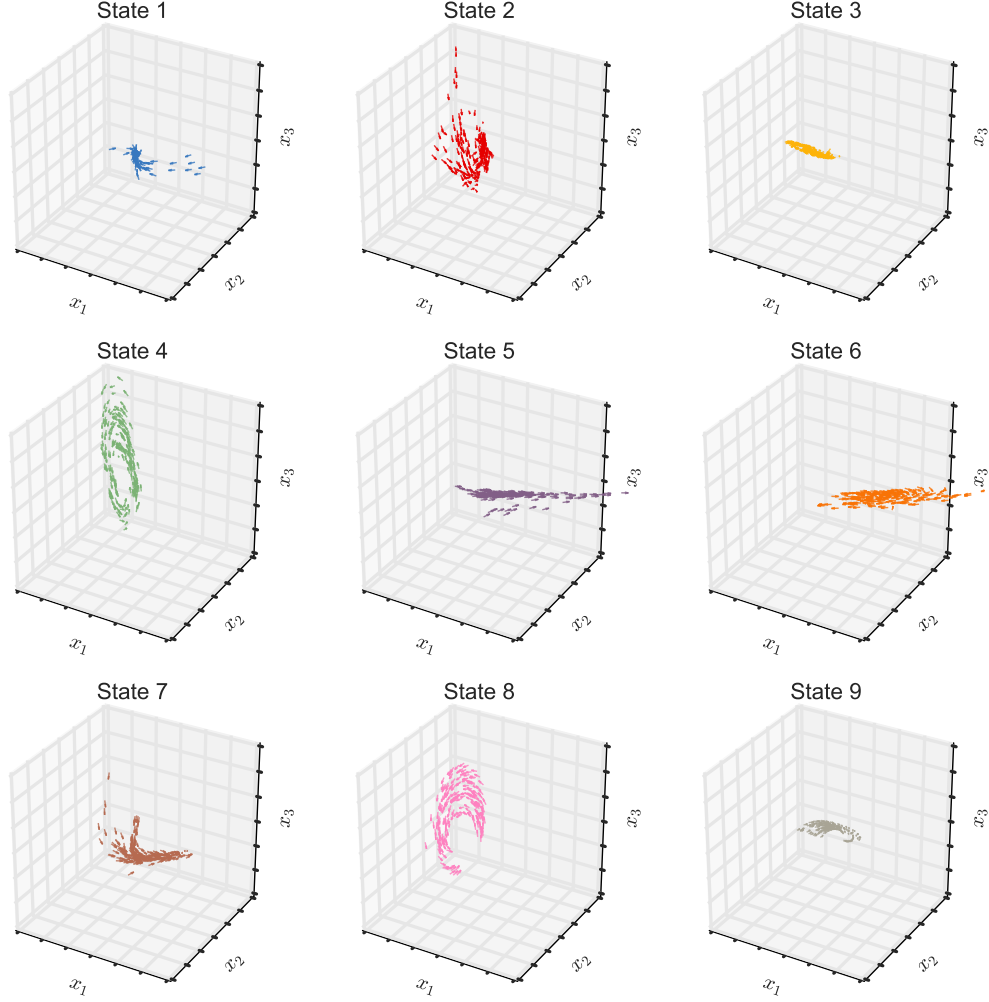 State 1
State 2
State 3
x₃
x₃
x₃
x₂
x₂
x₂
x₁
x₁
x₁
State 4
State 5
State 6
x₃
x₃
x₃
x₂
x₂
x₂
x₁
x₁
x₁
State 7
State 8
State 9
x₃
x₃
x₃
x₂
x₂
x₂
x₁
x₁
x₁